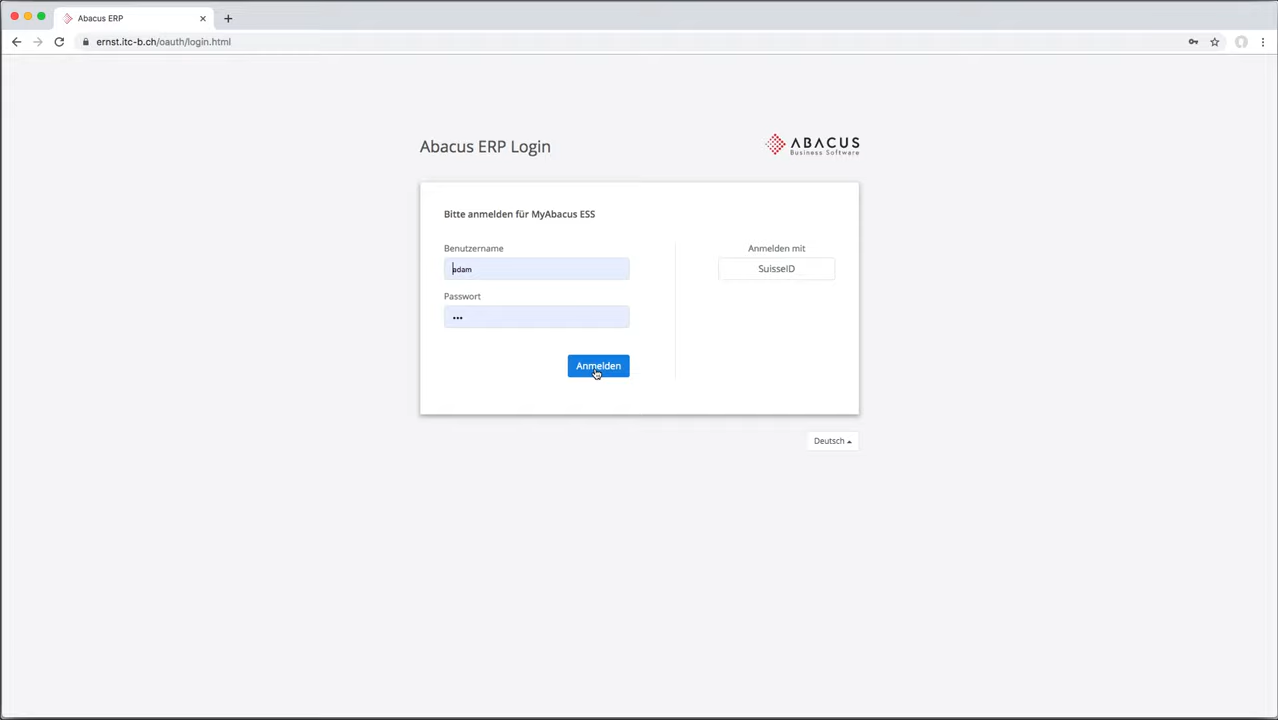 Abacus ERP
ernst.itc-b.ch/oauth/login.html
Abacus ERP Login
ABACUS
Business Software
Bitte anmelden für MyAbacus ESS
Benutzername
adam
Passwort
•••
Anmelden
Anmelden mit
SuisseID
Deutsch